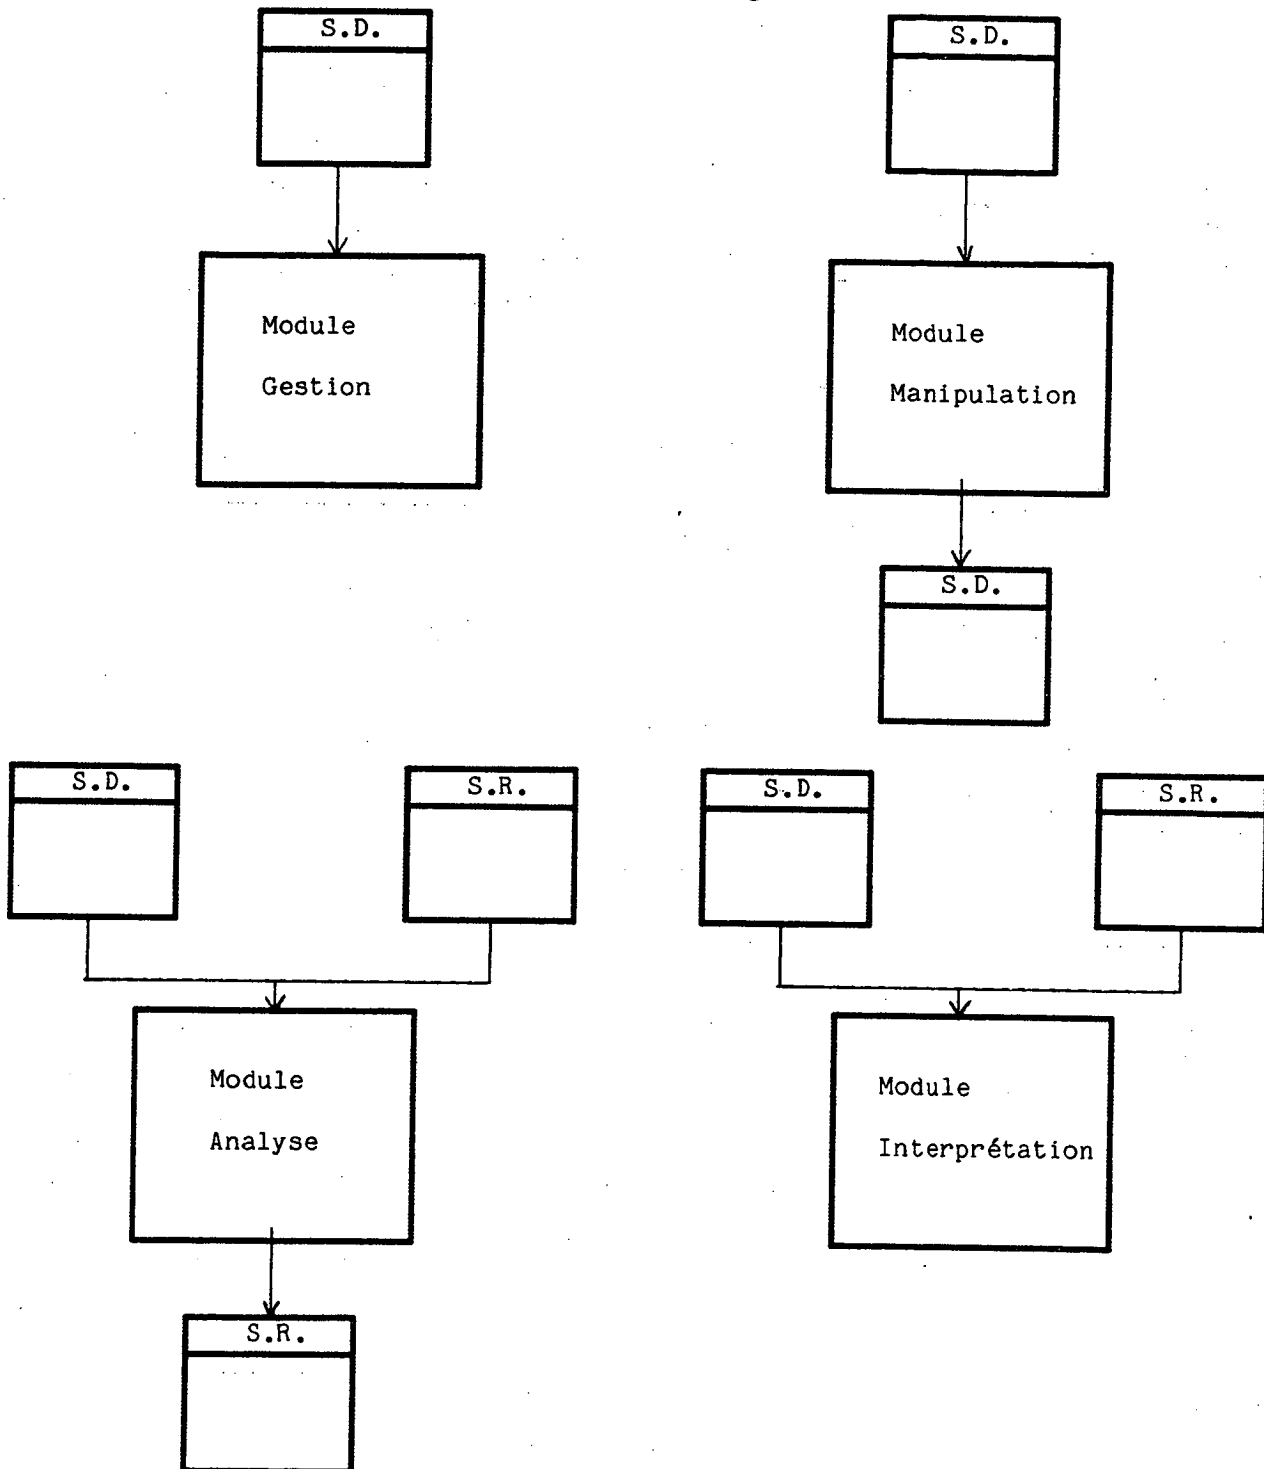 S.D.
Module
Gestion
S.D.
Module
Manipulation
S.D.
S.D.
S.R.
Module
Analyse
S.R.
S.D.
S.R.
Module
Interprétation